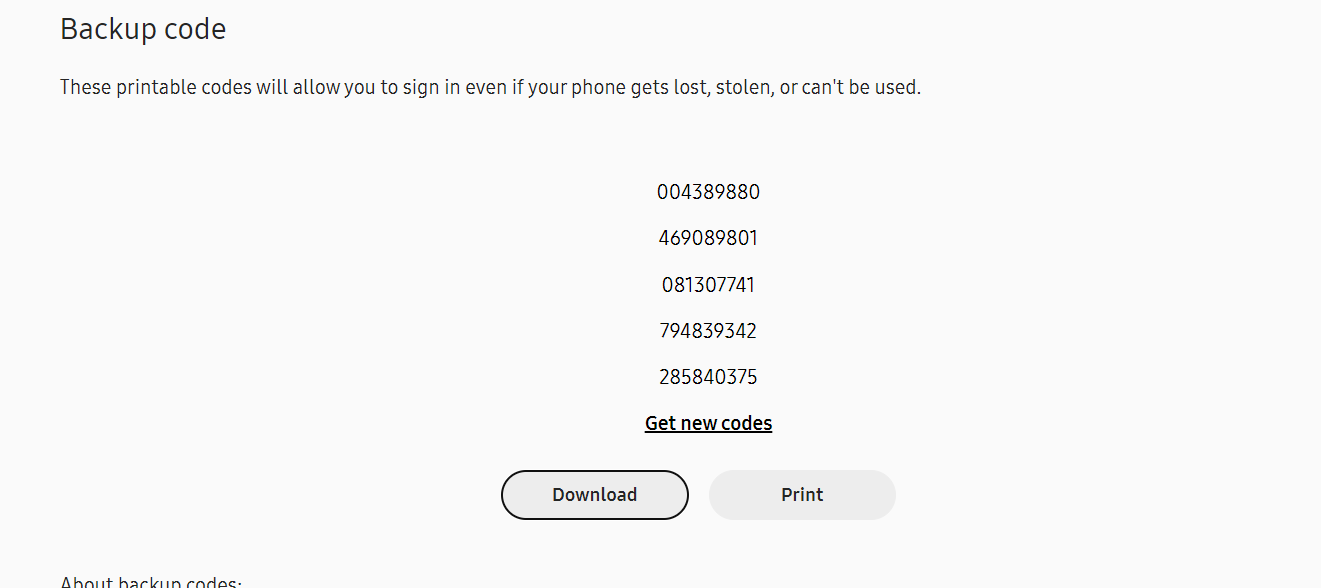 Backup code
These printable codes will allow you to sign in even if your phone gets lost, stolen, or can't be used.
004389880
469089801
081307741
794839342
285840375
Get new codes
Download
Print
About backup codes: